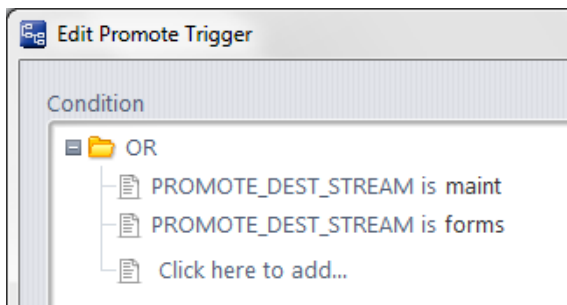 Edit Promote Trigger
Condition
OR
PROMOTE_DEST_STREAM is maint
PROMOTE_DEST_STREAM is forms
Click here to add...